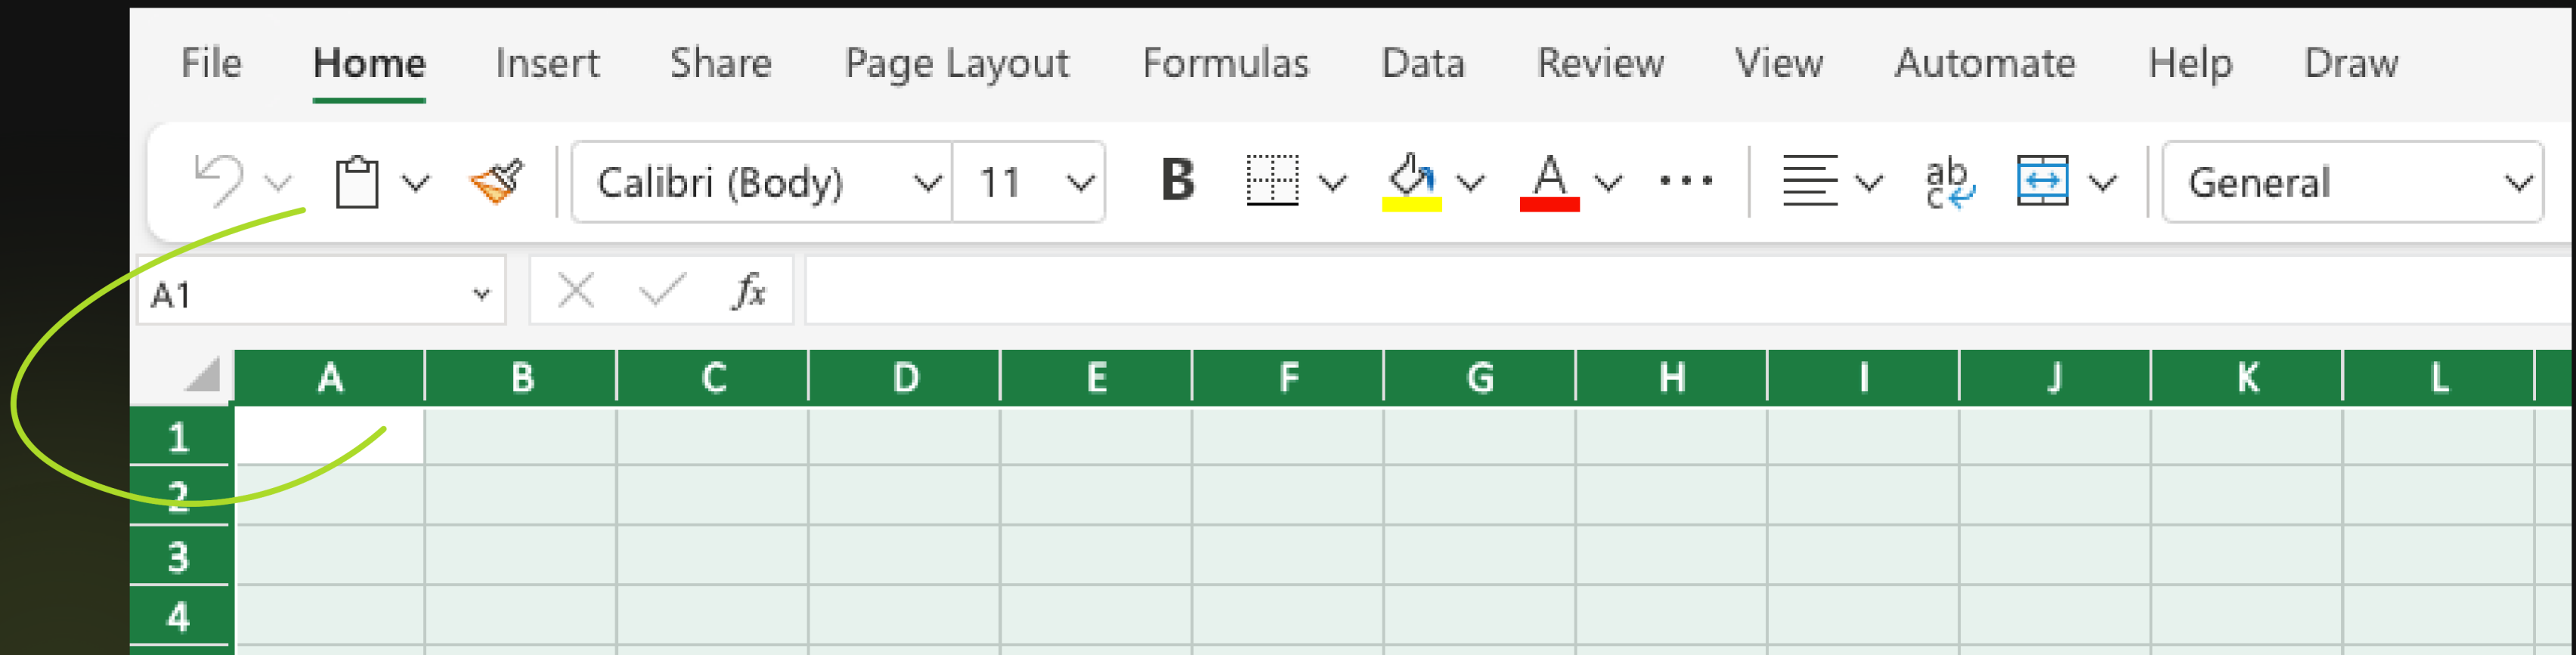 File Home Insert Share Page Layout Formulas Data Review View Automate Help Draw
Calibri (Body) 11 B A ab c General
A1 fx
A B C D E F G H I J K L
1
2
3
4